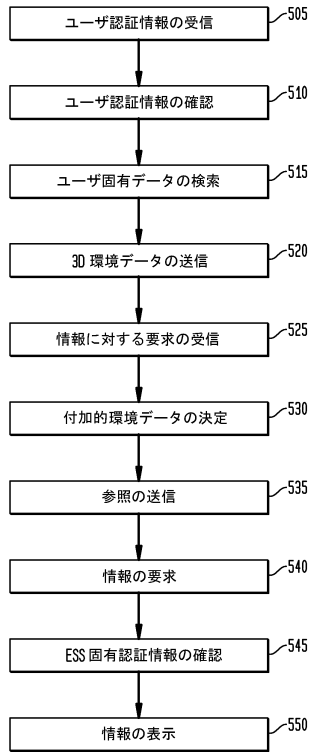 ユーザ認証情報の受信 505
ユーザ認証情報の確認 510
ユーザ固有データの検索 515
3D 環境データの送信 520
情報に対する要求の受信 525
付加的環境データの決定 530
参照の送信 535
情報の要求 540
ESS 固有認証情報の確認 545
情報の表示 550